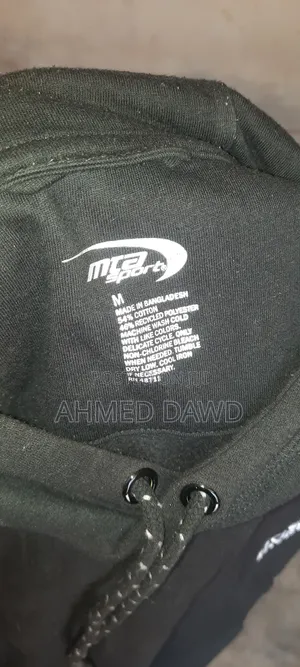 mta
sport
M
MADE IN BANGLADESH
54% COTTON
46% RECYCLED POLYESTER
MACHINE WASH COLD
WITH LIKE COLORS.
DELICATE CYCLE. ONLY
NON-CHLORINE BLEACH
WHEN NEEDED. TUMBLE
DRY LOW. COOL IRON
IF NECESSARY.
AHMED DAWD